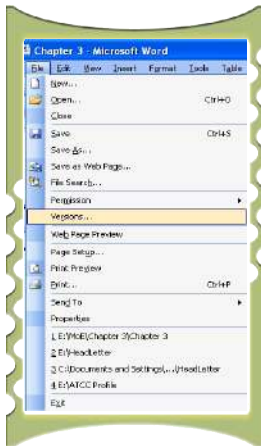 Chapter 3 - Microsoft Word
File Edit View Insert Format Tools Table
New...
Open... Ctrl+O
Close
Save Ctrl+S
Save As...
Save as Web Page...
File Search...
Permission
Versions...
Web Page Preview
Page Setup...
Print Preview
Print... Ctrl+P
Send To
Properties
1 E:\MoE\Chapter 3\Chapter 3
2 E:\HeadLetter
3 C:\Documents and Settings\...\HeadLetter
4 E:\ATCC Profile
Exit